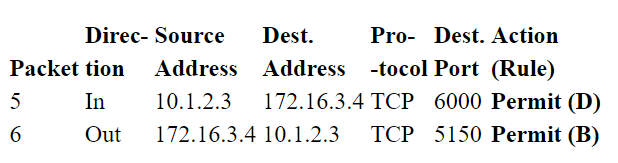 Direc- Source Dest. Pro- Dest. Action
Packet tion Address Address -tocol Port (Rule)
5 In 10.1.2.3 172.16.3.4 TCP 6000 Permit (D)
6 Out 172.16.3.4 10.1.2.3 TCP 5150 Permit (B)